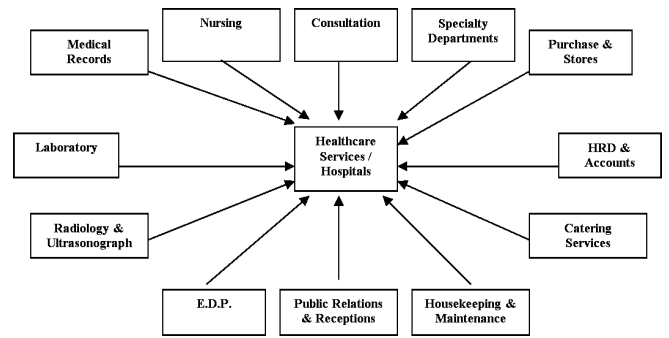 Nursing
Consultation
Specialty
Departments
Medical
Records
Purchase &
Stores
Healthcare
Services /
Hospitals
Laboratory
HRD &
Accounts
Radiology &
Ultrasonograph
Catering
Services
E.D.P.
Public Relations
& Receptions
Housekeeping &
Maintenance